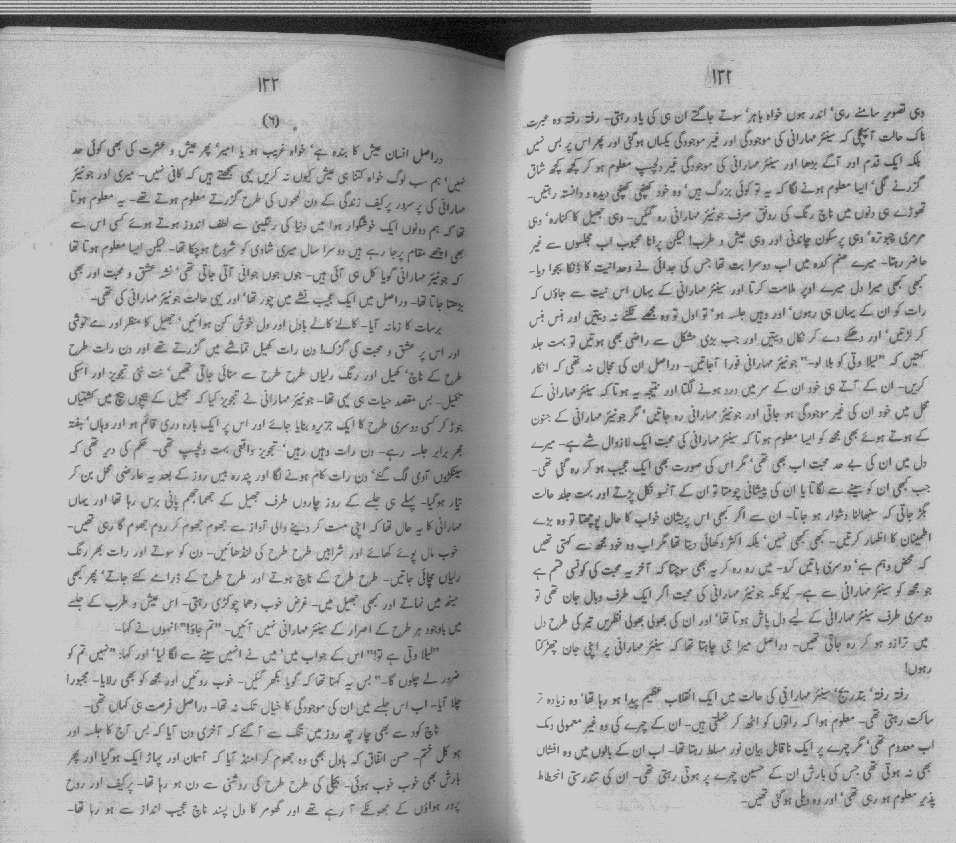 ۱۳۲
وہی تصویر سامنے رہی، اندر ہوں خواہ باہر، سوتے جاگتے ان ہی کی یاد رہتی۔ رفتہ رفتہ وہ عبرت
ناک حالت آ پہنچی کہ سینئر مہارانی کی موجودگی اور غیر موجودگی یکساں ہو گئی اور پھر اس پر بس نہیں
بلکہ ایک قدم اور آگے بڑھا اور سینئر مہارانی کی موجودگی غیر دلچسپ معلوم ہو کر کچھ کچھ شاق
گزرنے لگی، ایسا معلوم ہونے لگا کہ یہ تو کوئی بزرگ ہیں، وہ خود کھنچی کھنچی دیدہ و دانستہ رہتیں۔
تھوڑے ہی دنوں میں ناچ رنگ کی رونق صرف جونیئر مہارانی رہ گئیں۔ وہی جھیل کا کنارہ، وہی
مرمری چبوترہ، وہی پرسکون چاندنی اور وہی عیش و طرب! لیکن پرانا محبوب اب مجلسوں سے غیر
حاضر رہتا۔ میرے صنم کدہ میں اب دوسرا بت تھا جس کی جدائی نے وحدانیت کا ڈنکا بجوا دیا۔
کبھی کبھی میرا دل میرے اوپر ملامت کرتا اور سینئر مہارانی کے یہاں اس نیت سے جاؤں کہ
رات کو ان کے یہاں ہی رہوں، اور وہیں جلسہ ہو، تو اول تو وہ مجھے گھسنے نہ دیتیں اور ہنس ہنس
کر لڑتیں، اور دھکے دے کر نکال دیتیں اور جب بڑی مشکل سے راضی بھی ہوتیں تو بہت جلد
کہتیں کہ "لیلا وتی کو بلا لو۔" جونیئر مہارانی فوراً آ جاتیں۔ دراصل ان کی مجال نہ تھی کہ انکار
کریں۔ ان کے آتے ہی خود ان کے سر میں درد ہونے لگتا اور نتیجہ یہ ہوتا کہ سینئر مہارانی کے
محل میں خود ان کی غیر موجودگی ہو جاتی اور جونیئر مہارانی رہ جاتیں، مگر جونیئر مہارانی کے جنون
کے ہوتے ہوئے بھی مجھ کو ایسا معلوم ہوتا کہ سینئر مہارانی کی محبت ایک لازوال شے ہے۔ میرے
دل میں ان کی بے حد محبت اب بھی تھی، مگر اس کی صورت بھی ایک عجیب ہو کر رہ گئی تھی۔
جب کبھی ان کو سینے سے لگاتا یا ان کی پیشانی چومتا تو ان کے آنسو نکل پڑتے اور بہت جلد حالت
بگڑ جاتی کہ سنبھالنا دشوار ہو جاتا۔ ان سے اگر کبھی اس پریشان خواب کا حال پوچھتا تو وہ بڑے
اطمینان کا اظہار کرتیں۔ کبھی کبھی نہیں، بلکہ اکثر دکھائی دیتا تھا مگر اب وہ خود مجھ سے کہتی تھیں
کہ محض وہم ہے، دوسری باتیں کرو۔ میں رہ رہ کر یہ بھی سوچتا کہ آخر یہ محبت کی کونسی قسم ہے
جو مجھ کو سینئر مہارانی سے ہے۔ کیونکہ جونیئر مہارانی کی محبت اگر ایک طرف وبال جان تھی تو
دوسری طرف سینئر مہارانی کے لیے دل پاش ہوتا تھا، اور ان کی بھولی بھولی نظریں تیر کی طرح دل
میں ترازو ہو کر رہ جاتی تھیں۔ دراصل میرا جی چاہتا تھا کہ سینئر مہارانی پر اپنی جان چھڑکتا
رہوں!
رفتہ رفتہ، بتدریج، سینئر مہارانی کی حالت میں ایک انقلاب عظیم پیدا ہو رہا تھا، وہ زیادہ تر
ساکت رہتی تھی۔ معلوم ہوا کہ راتوں کو اٹھ کر ٹہلتی ہیں۔ ان کے چہرے کی وہ غیر معمولی دمک
اب معدوم تھی، مگر چہرے پر ایک ناقابل بیان نور مسلط رہتا تھا۔ اب ان کے بالوں میں وہ افشاں
بھی نہ ہوتی تھی جس کی بارش ان کے حسین چہرے پر ہوتی رہتی تھی۔ ان کی تندرستی انحطاط
پذیر معلوم ہو رہی تھی، اور وہ دبلی ہو گئی تھیں۔
۱۳۳
(۶)
دراصل انسان عیش کا بندہ ہے، خواہ غریب ہو یا امیر، پھر عیش و عشرت کی بھی کوئی حد
نہیں، ہم سب لوگ خواہ کتنا ہی عیش کیوں نہ کریں یہی سمجھتے ہیں کہ کافی نہیں۔ میری اور جونیئر
مہارانی کی پر سرور پر کیف زندگی کے دن لمحوں کی طرح گزرتے معلوم ہوتے تھے۔ یہ معلوم ہوتا
تھا کہ ہم دونوں ایک خوشگوار ہوا میں دنیا کی رنگینی سے لطف اندوز ہوتے ہوئے کسی اس سے
بھی اچھے مقام پر جا رہے ہیں دوسرا سال میری شادی کو شروع ہو چکا تھا۔ لیکن ایسا معلوم ہوتا تھا
کہ جونیئر مہارانی گویا کل ہی آئی ہیں۔ جوں جوں جوانی آتی جاتی تھی، نشہ عشق و محبت اور بھی
بڑھتا جاتا تھا۔ دراصل میں ایک عجیب نشے میں چور تھا، اور یہی حالت جونیئر مہارانی کی تھی۔
برسات کا زمانہ آیا۔ کالے کالے بادل اور دل خوش کن ہوائیں، جھیل کا منظر اور مے نوشی
اور اس پر عشق و محبت کی گزک! دن رات کھیل تماشے میں گزرتے تھے اور دن رات طرح
طرح کے ناچ، کھیل اور رنگ رلیاں طرح طرح سے منائی جاتی تھیں، نت نئی تجویز اور اسکی
تکمیل۔ بس مقصد حیات ہی یہی تھا۔ جونیئر مہارانی نے تجویز کیا کہ جھیل کے بیچوں بیچ میں کشتیاں
جوڑ کر کسی دوسری طرح کا ایک جزیرہ بنایا جائے اور اس پر ایک بارہ دری قائم ہو اور وہاں، ہفتہ
بھر برابر جلسہ رہے۔ دن رات وہیں رہیں، تجویز واقعی بہت دلچسپ تھی۔ حکم کی دیر تھی کہ
سینکڑوں آدمی لگ گئے، دن رات کام ہونے لگا اور پندرہ بیس روز کے بعد یہ عارضی محل بن کر
تیار ہو گیا۔ پہلے ہی جلسے کے روز چاروں طرف جھیل کے جھما جھم پانی برس رہا تھا اور یہاں
مہارانی کا یہ حال تھا کہ اپنی مست کر دینے والی آواز سے جھوم جھوم کر روم جھوم گا رہی تھیں۔
خوب مال پوئے کھائے اور شرابیں طرح طرح کی لنڈھائیں۔ دن کو سوتے اور رات بھر رنگ
رلیاں مچائی جاتیں۔ طرح طرح کے ناچ ہوتے اور طرح طرح کے ڈرامے کئے جاتے، پھر کبھی
مینھ میں نہاتے اور کبھی جھیل میں۔ غرض خوب دھما چوکڑی رہتی۔ اس عیش و طرب کے جلسے
میں باوجود ہر طرح کے اصرار کے سینئر مہارانی نہیں آئیں۔ "تم جاؤ!" انہوں نے کہا۔
"لیلا وتی ہے تو!" اس کے جواب میں، میں نے انہیں سینے سے لگا لیا، اور کہا: "نہیں تم کو
ضرور لے چلوں گا۔" بس یہ کہنا تھا کہ گویا بکھر گئیں۔ خوب روئیں اور مجھ کو بھی رلایا۔ مجبوراً
چلا آیا۔ اب اس جلسے میں ان کی موجودگی کا خیال تک نہ تھا۔ دراصل فرصت ہی کہاں تھی۔
ناچ کود سے بھی چار چھ روز میں تنگ سے آ گئے کہ آخری دن آیا کہ بس آج کا جلسہ اور
ہو کل ختم۔ حسن اتفاق کہ بادل بھی وہ جھوم کر امنڈ آیا کہ آسمان اور پہاڑ ایک ہو گیا اور پھر
بارش بھی خوب خوب ہوئی۔ بجلی کی طرح طرح کی روشنی سے دن ہو رہا تھا۔ پر کیف اور روح
پرور ہواؤں کے جھونکے آ رہے تھے اور گھومر کا دل پسند ناچ عجیب انداز سے ہو رہا تھا۔